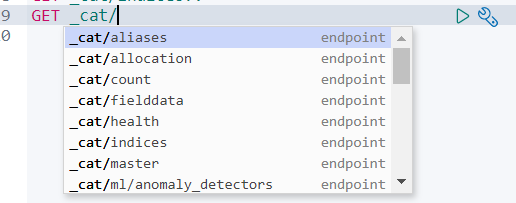 9 GET _cat/
_cat/aliases endpoint
_cat/allocation endpoint
_cat/count endpoint
_cat/fielddata endpoint
_cat/health endpoint
_cat/indices endpoint
_cat/master endpoint
_cat/ml/anomaly_detectors endpoint